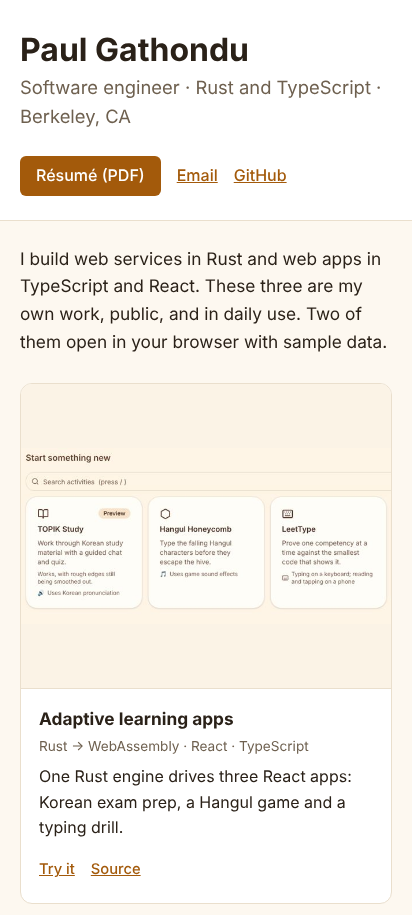 Paul Gathondu
Software engineer · Rust and TypeScript ·
Berkeley, CA
Résumé (PDF) Email GitHub
I build web services in Rust and web apps in
TypeScript and React. These three are my
own work, public, and in daily use. Two of
them open in your browser with sample data.
Start something new
Search activities (press / )
Preview
TOPIK Study
Work through Korean study
material with a guided chat
and quiz.
Works, with rough edges still
being smoothed out.
Uses Korean pronunciation
Hangul Honeycomb
Type the falling Hangul
characters before they
escape the hive.
Uses game sound effects
LeetType
Prove one competency at a
time against the smallest
code that shows it.
Typing on a keyboard; reading
and tapping on a phone
Adaptive learning apps
Rust → WebAssembly · React · TypeScript
One Rust engine drives three React apps:
Korean exam prep, a Hangul game and a
typing drill.
Try it Source